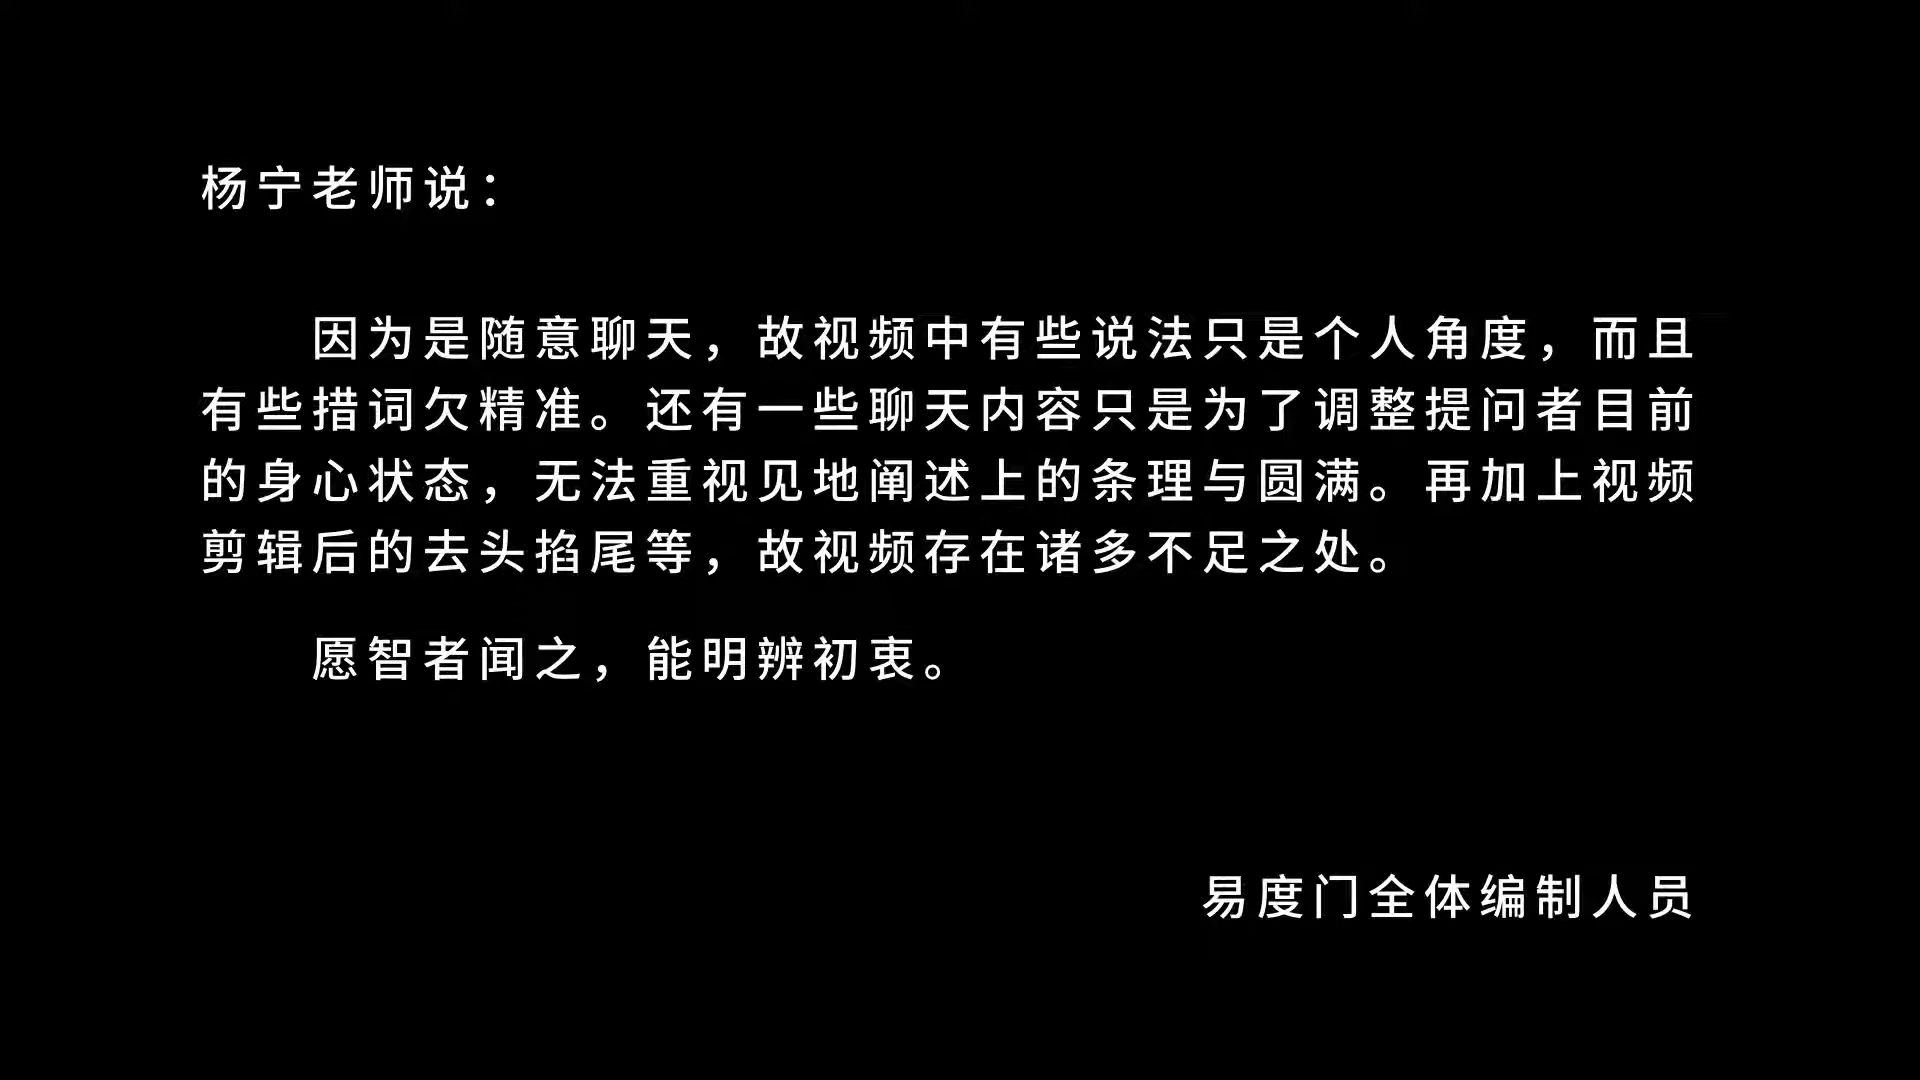 杨宁老师说：
因为是随意聊天，故视频中有些说法只是个人角度，而且
有些措词欠精准。还有一些聊天内容只是为了调整提问者目前
的身心状态，无法重视见地阐述上的条理与圆满。再加上视频
剪辑后的去头掐尾等，故视频存在诸多不足之处。
愿智者闻之，能明辨初衷。
易度门全体编制人员